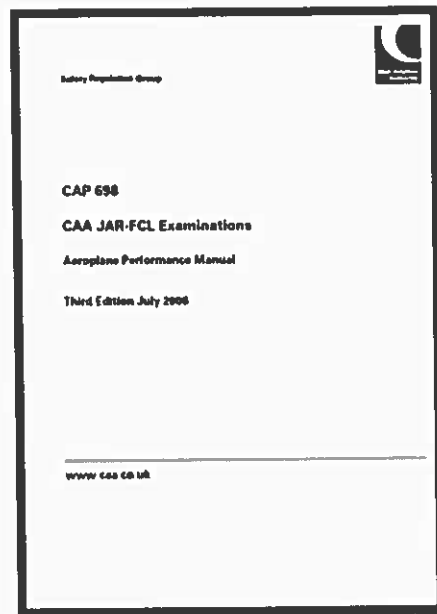 Safety Regulation Group
CAP 698
CAA JAR-FCL Examinations
Aeroplane Performance Manual
Third Edition July 2006
www.caa.co.uk